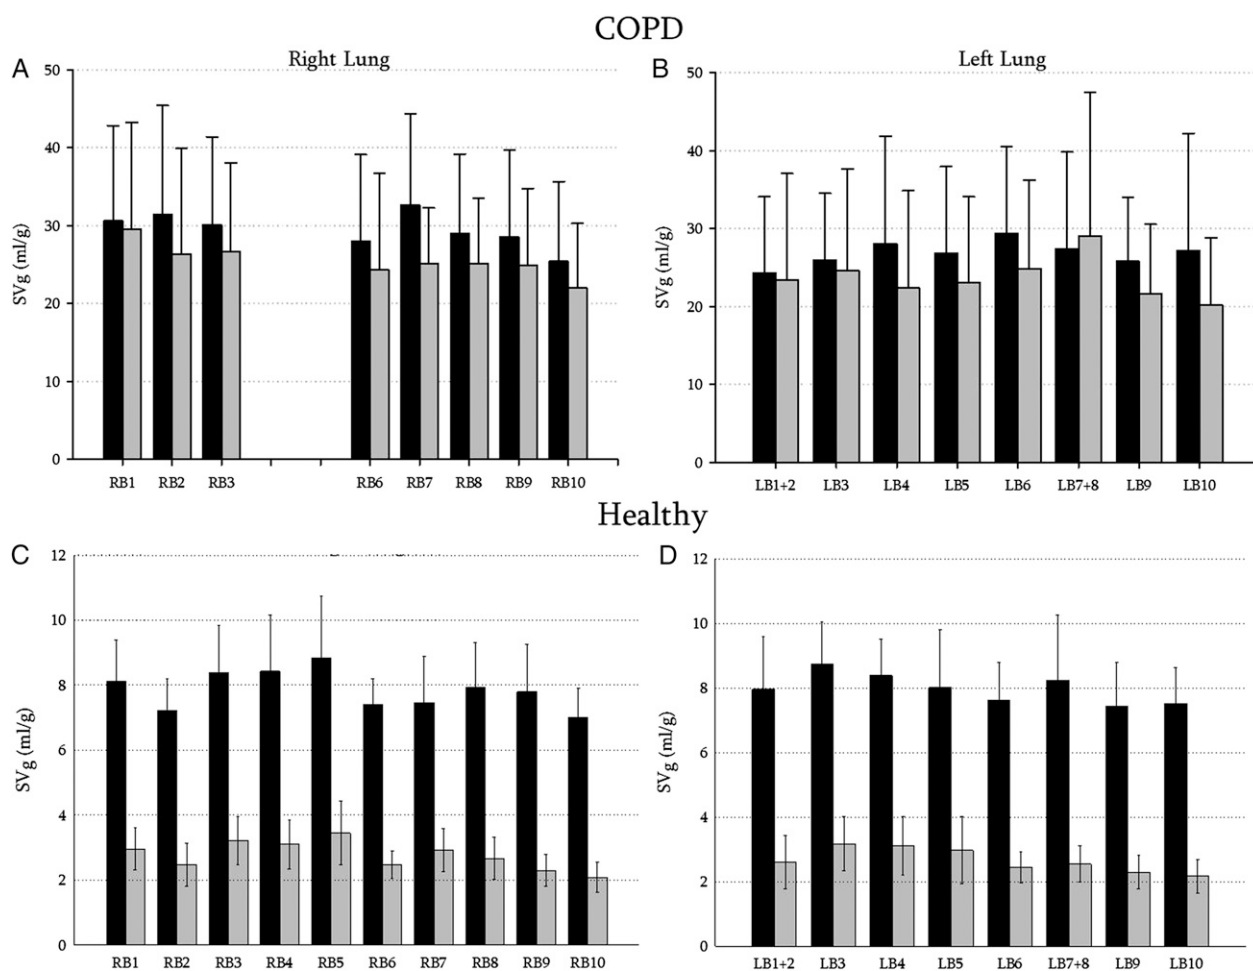 COPD
A
Right Lung
SVg (ml/g)
50
40
30
20
10
0
RB1 RB2 RB3 RB6 RB7 RB8 RB9 RB10
B
Left Lung
SVg (ml/g)
50
40
30
20
10
0
LB1+2 LB3 LB4 LB5 LB6 LB7+8 LB9 LB10
Healthy
C
SVg (ml/g)
12
10
8
6
4
2
0
RB1 RB2 RB3 RB4 RB5 RB6 RB7 RB8 RB9 RB10
D
SVg (ml/g)
12
10
8
6
4
2
0
LB1+2 LB3 LB4 LB5 LB6 LB7+8 LB9 LB10